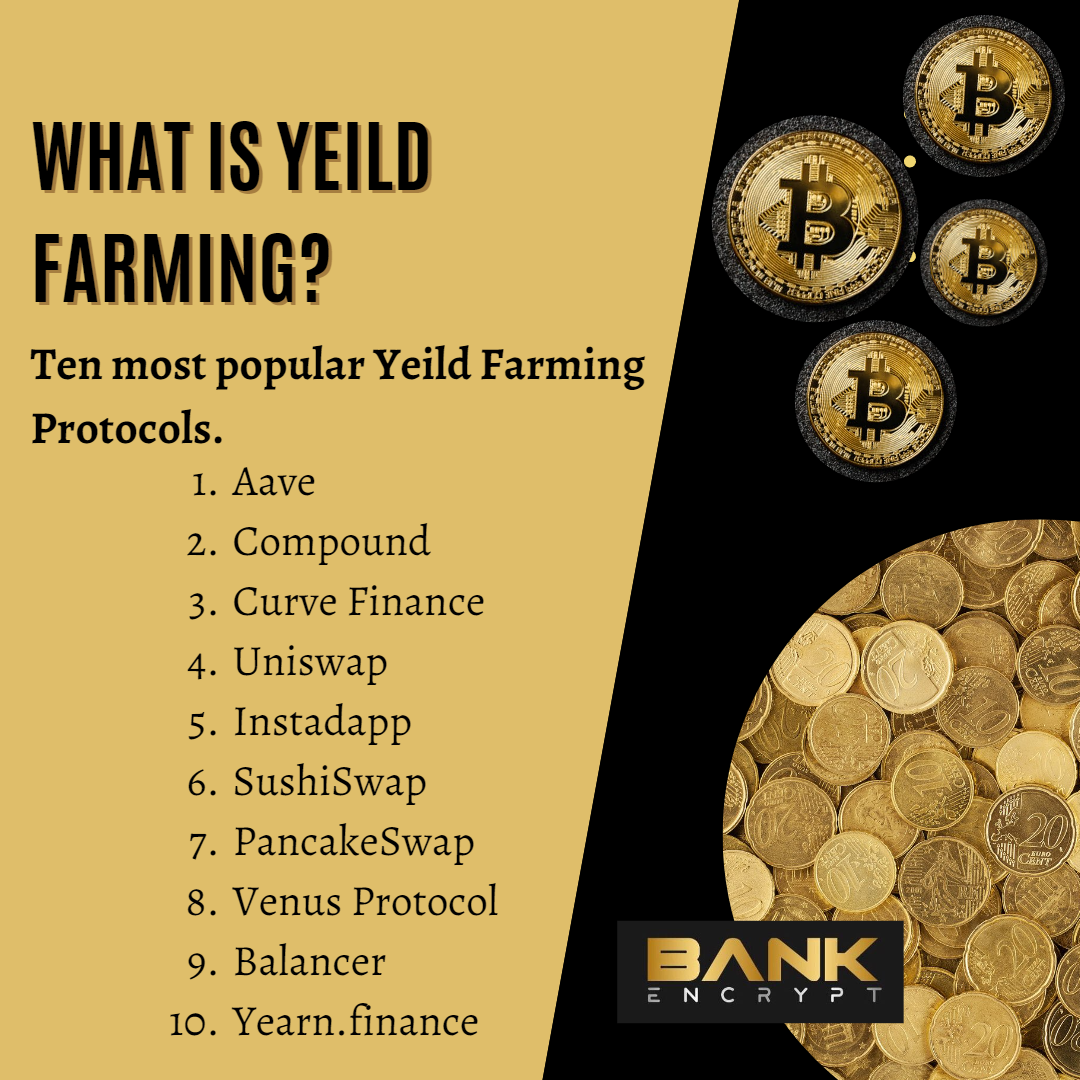 WHAT IS YEILD
FARMING?
Ten most popular Yeild Farming
Protocols.
1. Aave
2. Compound
3. Curve Finance
4. Uniswap
5. Instadapp
6. SushiSwap
7. PancakeSwap
8. Venus Protocol
9. Balancer
10. Yearn.finance
BANK
ENCRYPT